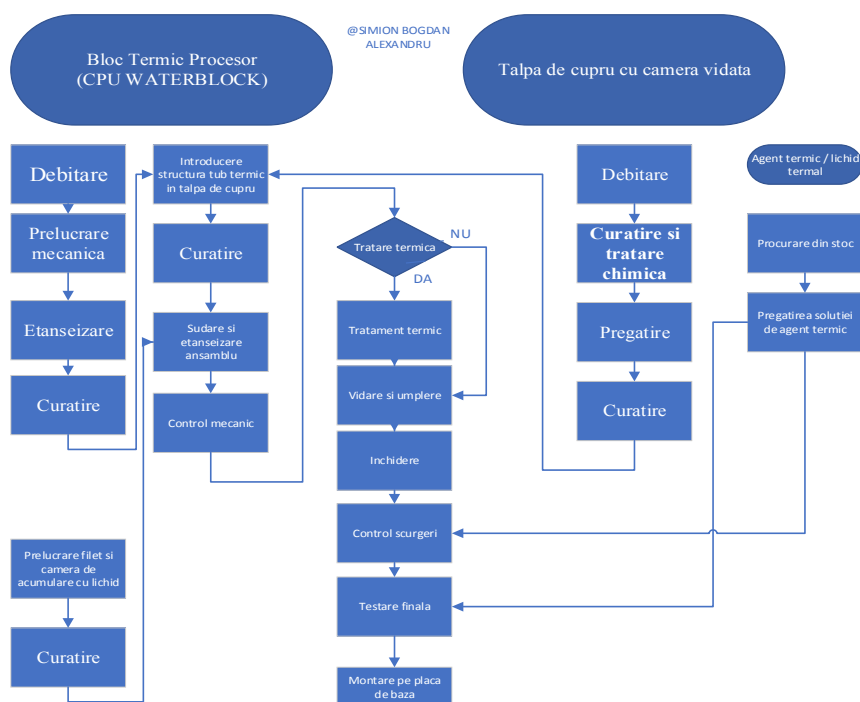 @SIMION BOGDAN
ALEXANDRU
Bloc Termic Procesor
(CPU WATERBLOCK)
Talpa de cupru cu camera vidata
Debitare
Prelucrare
mecanica
Etanseizare
Curatire
Prelucrare filet si
camera de
acumulare cu lichid
Curatire
Introducere
structura tub termic
in talpa de cupru
Curatire
Sudare si
etanseizare
ansamblu
Control mecanic
Tratare termica
NU
DA
Tratament termic
Vidare si umplere
Inchidere
Control scurgeri
Testare finala
Montare pe placa
de baza
Debitare
Curatire si
tratare
chimica
Pregatire
Curatire
Agent termic / lichid
termal
Procurare din stoc
Pregatirea solutiei
de agent termic